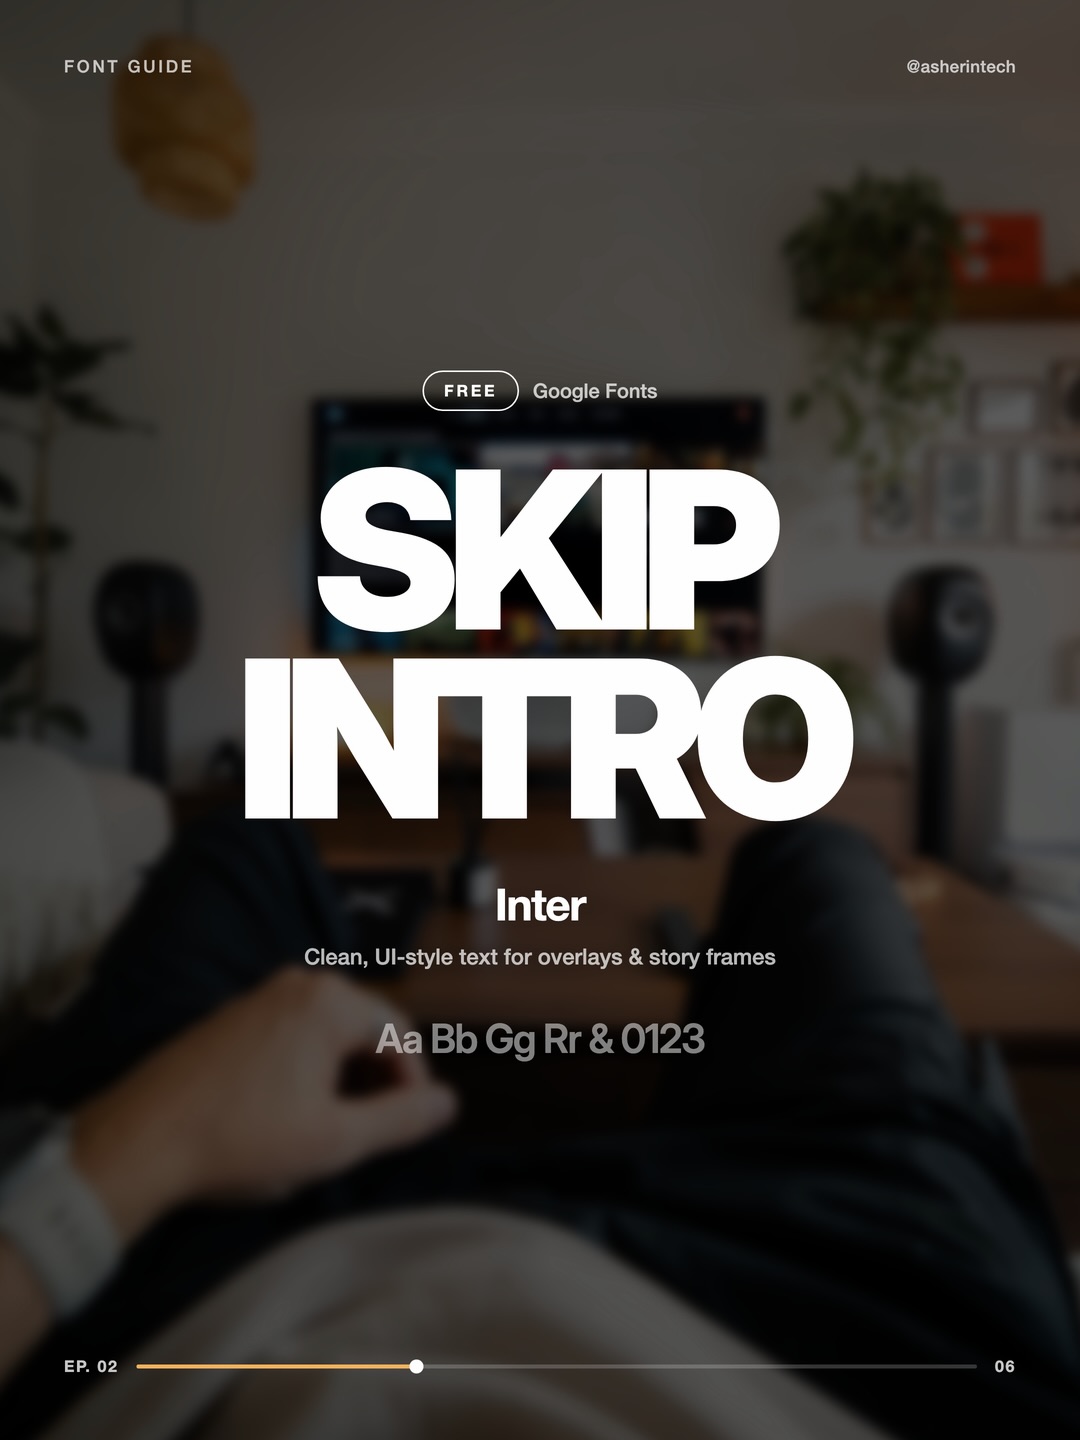 FONT GUIDE
@asherintech
FREE Google Fonts
SKIP
INTRO
Inter
Clean, UI-style text for overlays & story frames
Aa Bb Gg Rr & 0123
EP. 02
06